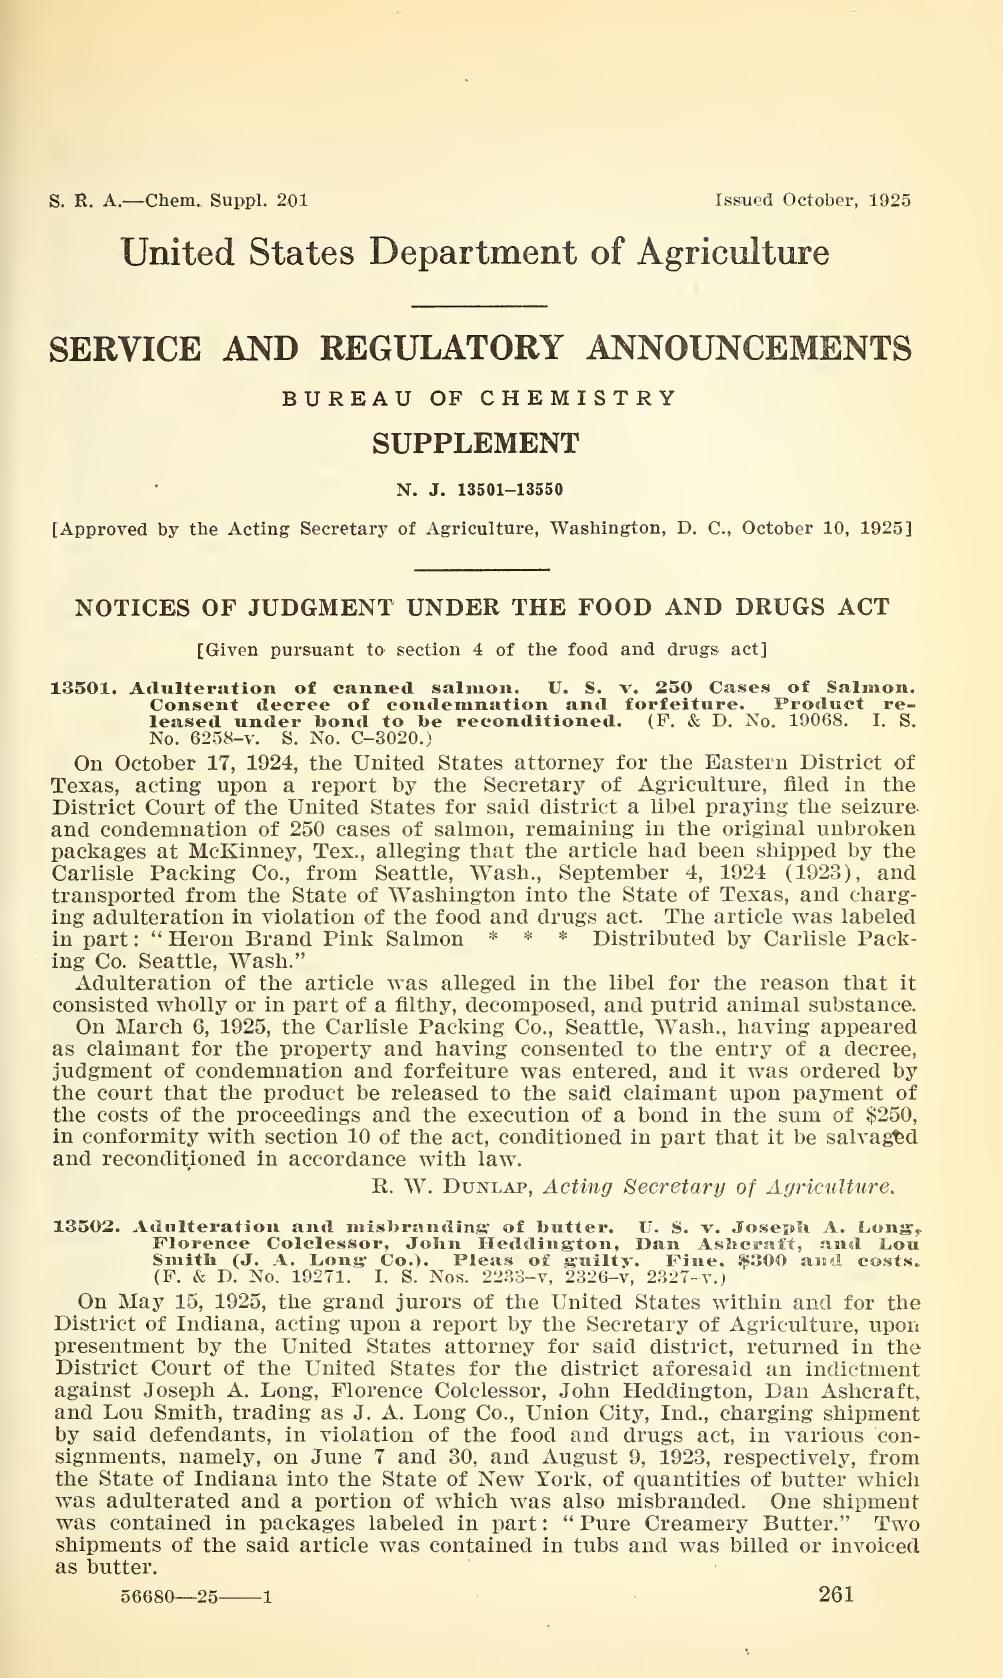 S. R. A.—Chem. Suppl. 201
Issued October, 1925
United States Department of Agriculture
SERVICE AND REGULATORY ANNOUNCEMENTS
BUREAU OF CHEMISTRY
SUPPLEMENT
N. J. 13501–13550
[Approved by the Acting Secretary of Agriculture, Washington, D. C., October 10, 1925]
NOTICES OF JUDGMENT UNDER THE FOOD AND DRUGS ACT
[Given pursuant to section 4 of the food and drugs act]
13501. Adulteration of canned salmon. U. S. v. 250 Cases of Salmon.
Consent decree of condemnation and forfeiture. Product re-
leased under bond to be reconditioned. (F. & D. No. 19068. I. S.
No. 6258–v. S. No. C–3020.)
On October 17, 1924, the United States attorney for the Eastern District of
Texas, acting upon a report by the Secretary of Agriculture, filed in the
District Court of the United States for said district a libel praying the seizure
and condemnation of 250 cases of salmon, remaining in the original unbroken
packages at McKinney, Tex., alleging that the article had been shipped by the
Carlisle Packing Co., from Seattle, Wash., September 4, 1924 (1923), and
transported from the State of Washington into the State of Texas, and charg-
ing adulteration in violation of the food and drugs act. The article was labeled
in part: “Heron Brand Pink Salmon * * * Distributed by Carlisle Pack-
ing Co. Seattle, Wash.”
Adulteration of the article was alleged in the libel for the reason that it
consisted wholly or in part of a filthy, decomposed, and putrid animal substance.
On March 6, 1925, the Carlisle Packing Co., Seattle, Wash., having appeared
as claimant for the property and having consented to the entry of a decree,
judgment of condemnation and forfeiture was entered, and it was ordered by
the court that the product be released to the said claimant upon payment of
the costs of the proceedings and the execution of a bond in the sum of $250,
in conformity with section 10 of the act, conditioned in part that it be salvaged
and reconditioned in accordance with law.
R. W. DUNLAP, Acting Secretary of Agriculture.
13502. Adulteration and misbranding of butter. U. S. v. Joseph A. Long,
Florence Colclessor, John Heddington, Dan Ashcraft, and Lou
Smith (J. A. Long Co.). Pleas of guilty. Fine, $300 and costs.
(F. & D. No. 19271. I. S. Nos. 2233–v, 2326–v, 2327–v.)
On May 15, 1925, the grand jurors of the United States within and for the
District of Indiana, acting upon a report by the Secretary of Agriculture, upon
presentment by the United States attorney for said district, returned in the
District Court of the United States for the district aforesaid an indictment
against Joseph A. Long, Florence Colclessor, John Heddington, Dan Ashcraft,
and Lou Smith, trading as J. A. Long Co., Union City, Ind., charging shipment
by said defendants, in violation of the food and drugs act, in various con-
signments, namely, on June 7 and 30, and August 9, 1923, respectively, from
the State of Indiana into the State of New York, of quantities of butter which
was adulterated and a portion of which was also misbranded. One shipment
was contained in packages labeled in part: “Pure Creamery Butter.” Two
shipments of the said article was contained in tubs and was billed or invoiced
as butter.
56680—25——1
261